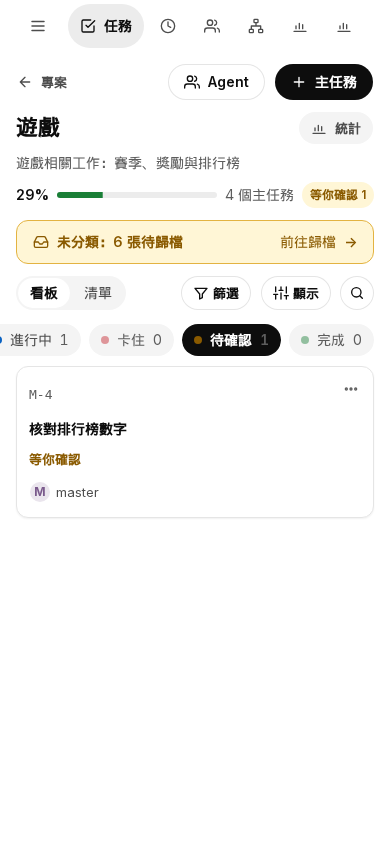 任務
專案
Agent
主任務
遊戲
統計
遊戲相關工作: 賽季、獎勵與排行榜
29%
4 個主任務
等你確認 1
未分類: 6 張待歸檔
前往歸檔
看板
清單
篩選
顯示
進行中 1
卡住 0
待確認 1
完成 0
M-4
核對排行榜數字
等你確認
M master